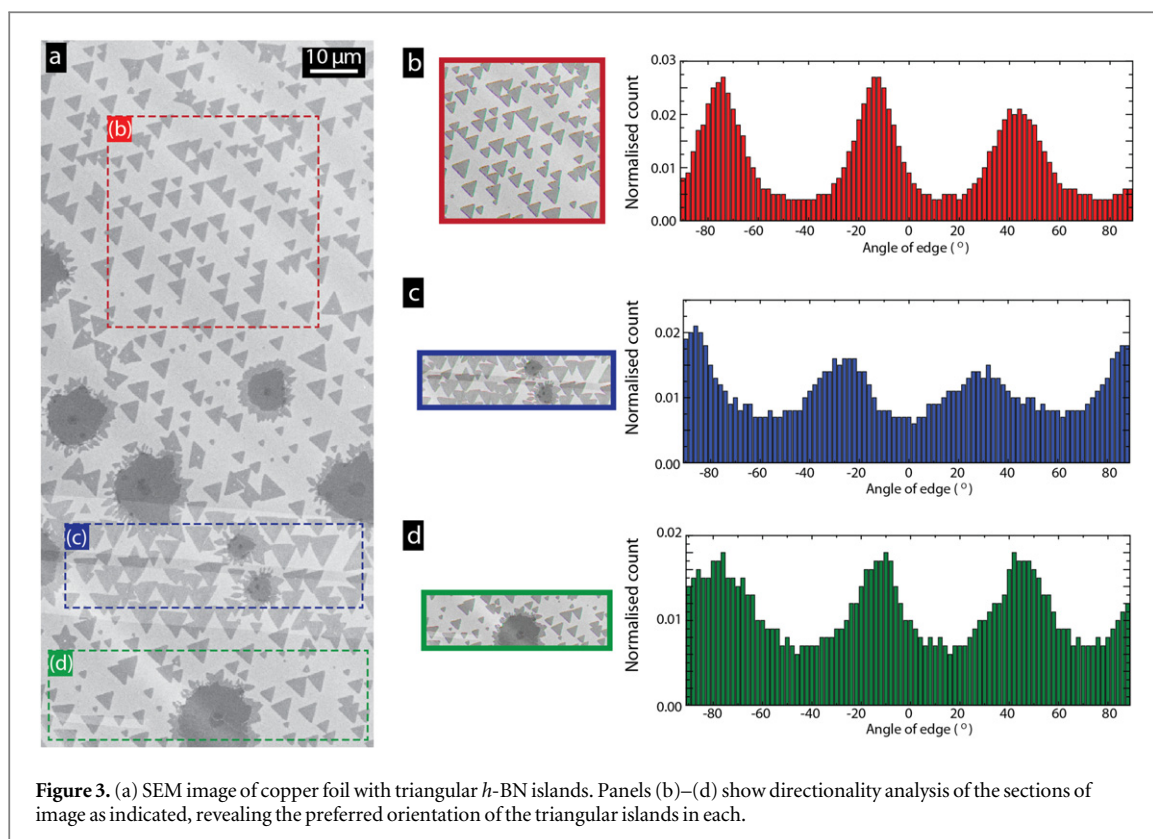 a
10 µm
(b)
(c)
(d)
b
Normalised count
0.03
0.02
0.01
0.00
-80 -60 -40 -20 0 20 40 60 80
Angle of edge (°)
c
Normalised count
0.02
0.01
0.00
-80 -60 -40 -20 0 20 40 60 80
Angle of edge (°)
d
Normalised count
0.02
0.01
0.00
-80 -60 -40 -20 0 20 40 60 80
Angle of edge (°)
Figure 3. (a) SEM image of copper foil with triangular h-BN islands. Panels (b)–(d) show directionality analysis of the sections of
image as indicated, revealing the preferred orientation of the triangular islands in each.